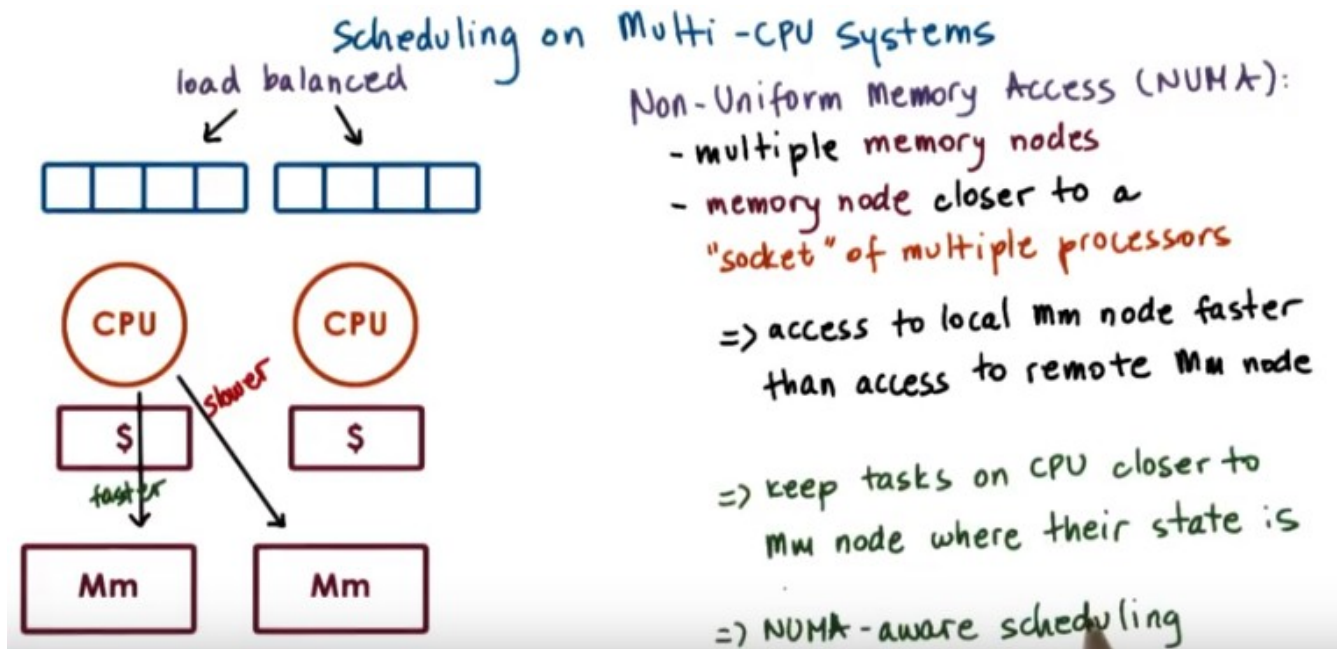 Scheduling on Multi-CPU Systems
load balanced
CPU
CPU
slower
$
$
faster
Mm
Mm
Non-Uniform Memory Access (NUMA):
- multiple memory nodes
- memory node closer to a
"socket" of multiple processors
=> access to local mm node faster
than access to remote mm node
=> keep tasks on CPU closer to
mm node where their state is
=> NUMA-aware scheduling